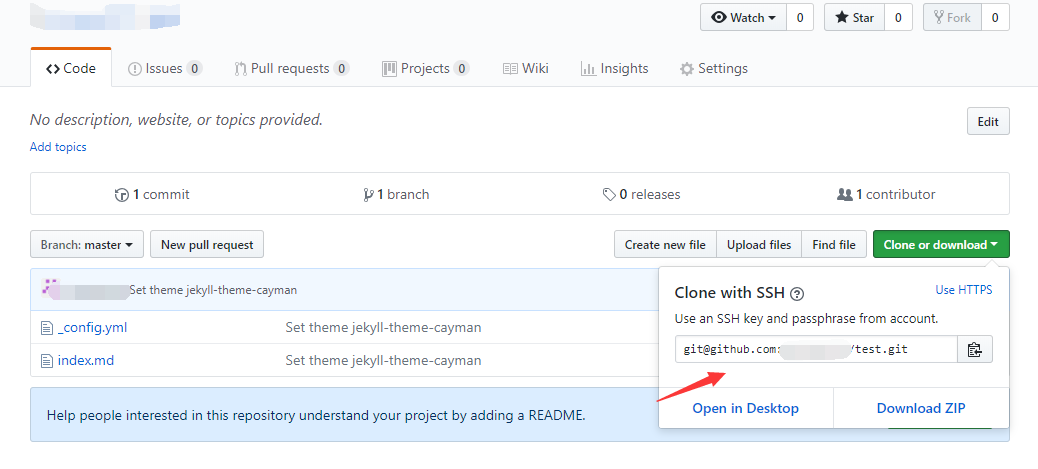 Watch 0 Star 0 Fork 0
Code Issues 0 Pull requests 0 Projects 0 Wiki Insights Settings
No description, website, or topics provided. Edit
Add topics
1 commit 1 branch 0 releases 1 contributor
Branch: master New pull request Create new file Upload files Find file Clone or download
Set theme jekyll-theme-cayman
_config.yml Set theme jekyll-theme-cayman
index.md Set theme jekyll-theme-cayman
Help people interested in this repository understand your project by adding a README.
Clone with SSH ? Use HTTPS
Use an SSH key and passphrase from account.
git@github.com: /test.git
Open in Desktop Download ZIP